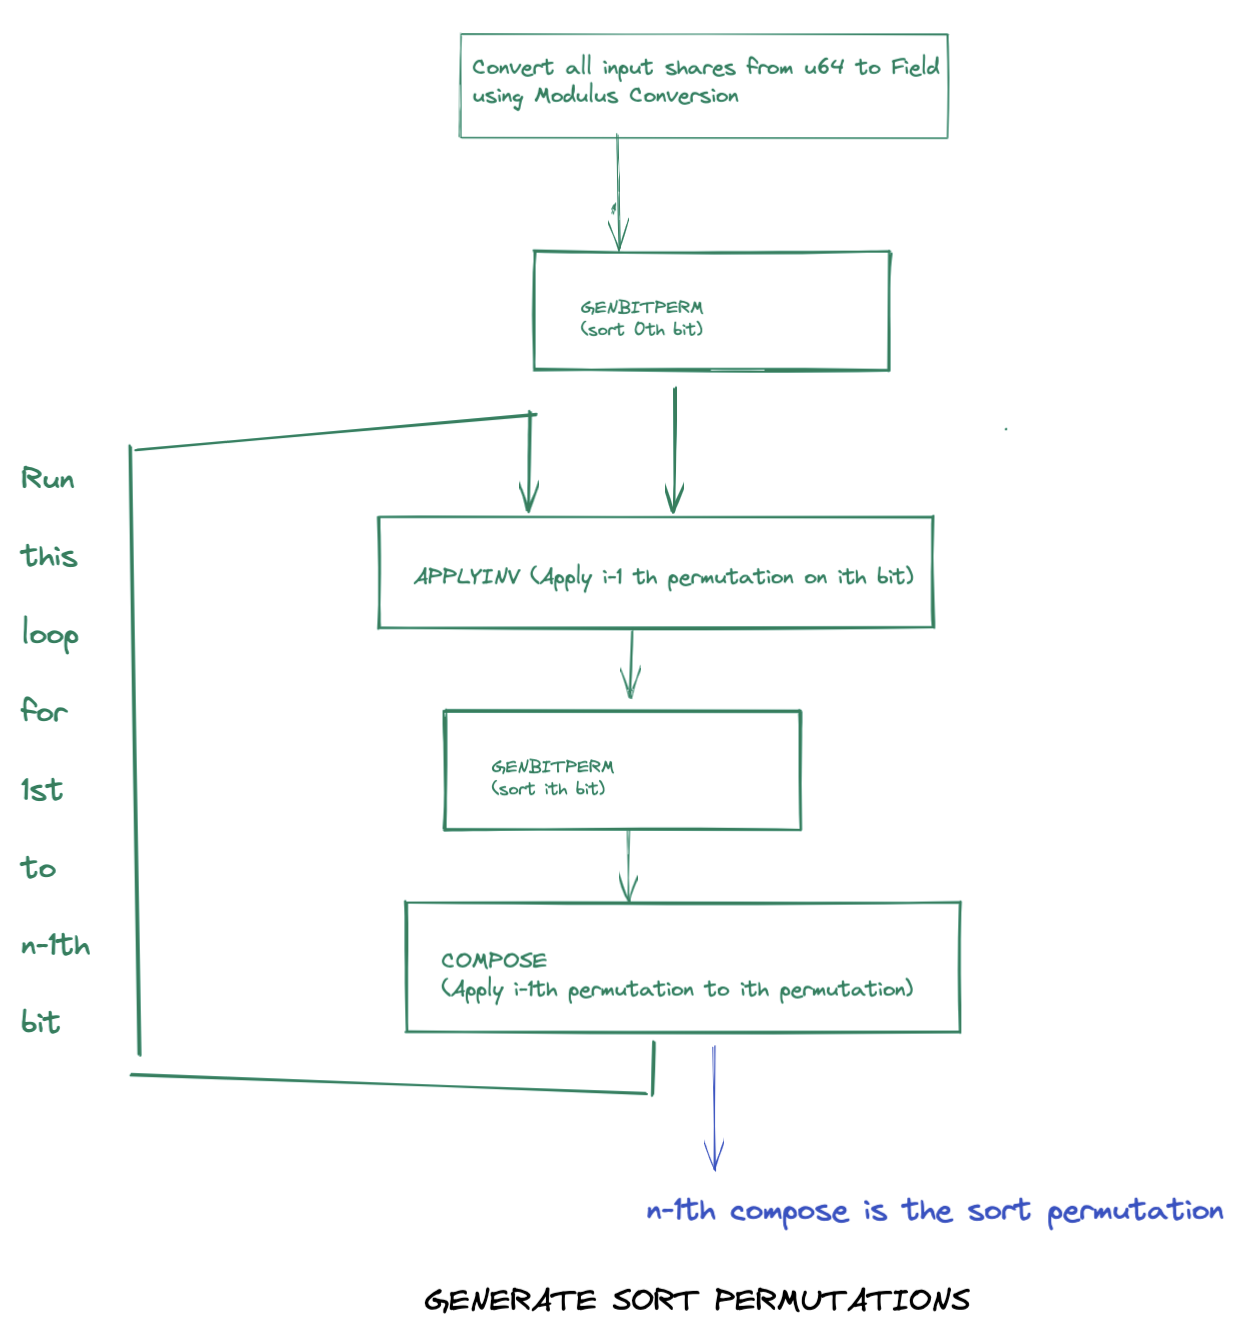 Convert all input shares from u64 to Field
using Modulus Conversion
GENBITPERM
(sort 0th bit)
Run
this
loop
for
1st
to
n-1th
bit
APPLYINV (Apply i-1 th permutation on ith bit)
GENBITPERM
(sort ith bit)
COMPOSE
(Apply i-1th permutation to ith permutation)
n-1th compose is the sort permutation
GENERATE SORT PERMUTATIONS